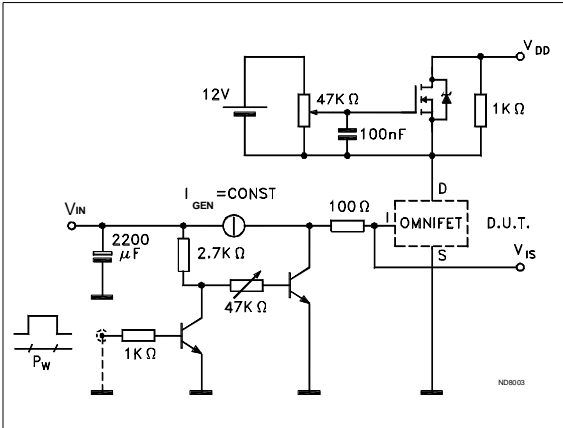 V DD
12V
47K Ω
1K Ω
100nF
I GEN =CONST
D
100 Ω
V IN
I OMNIFET D.U.T.
2200 μF
2.7K Ω
S
V IS
47K Ω
1K Ω
P W
ND8003